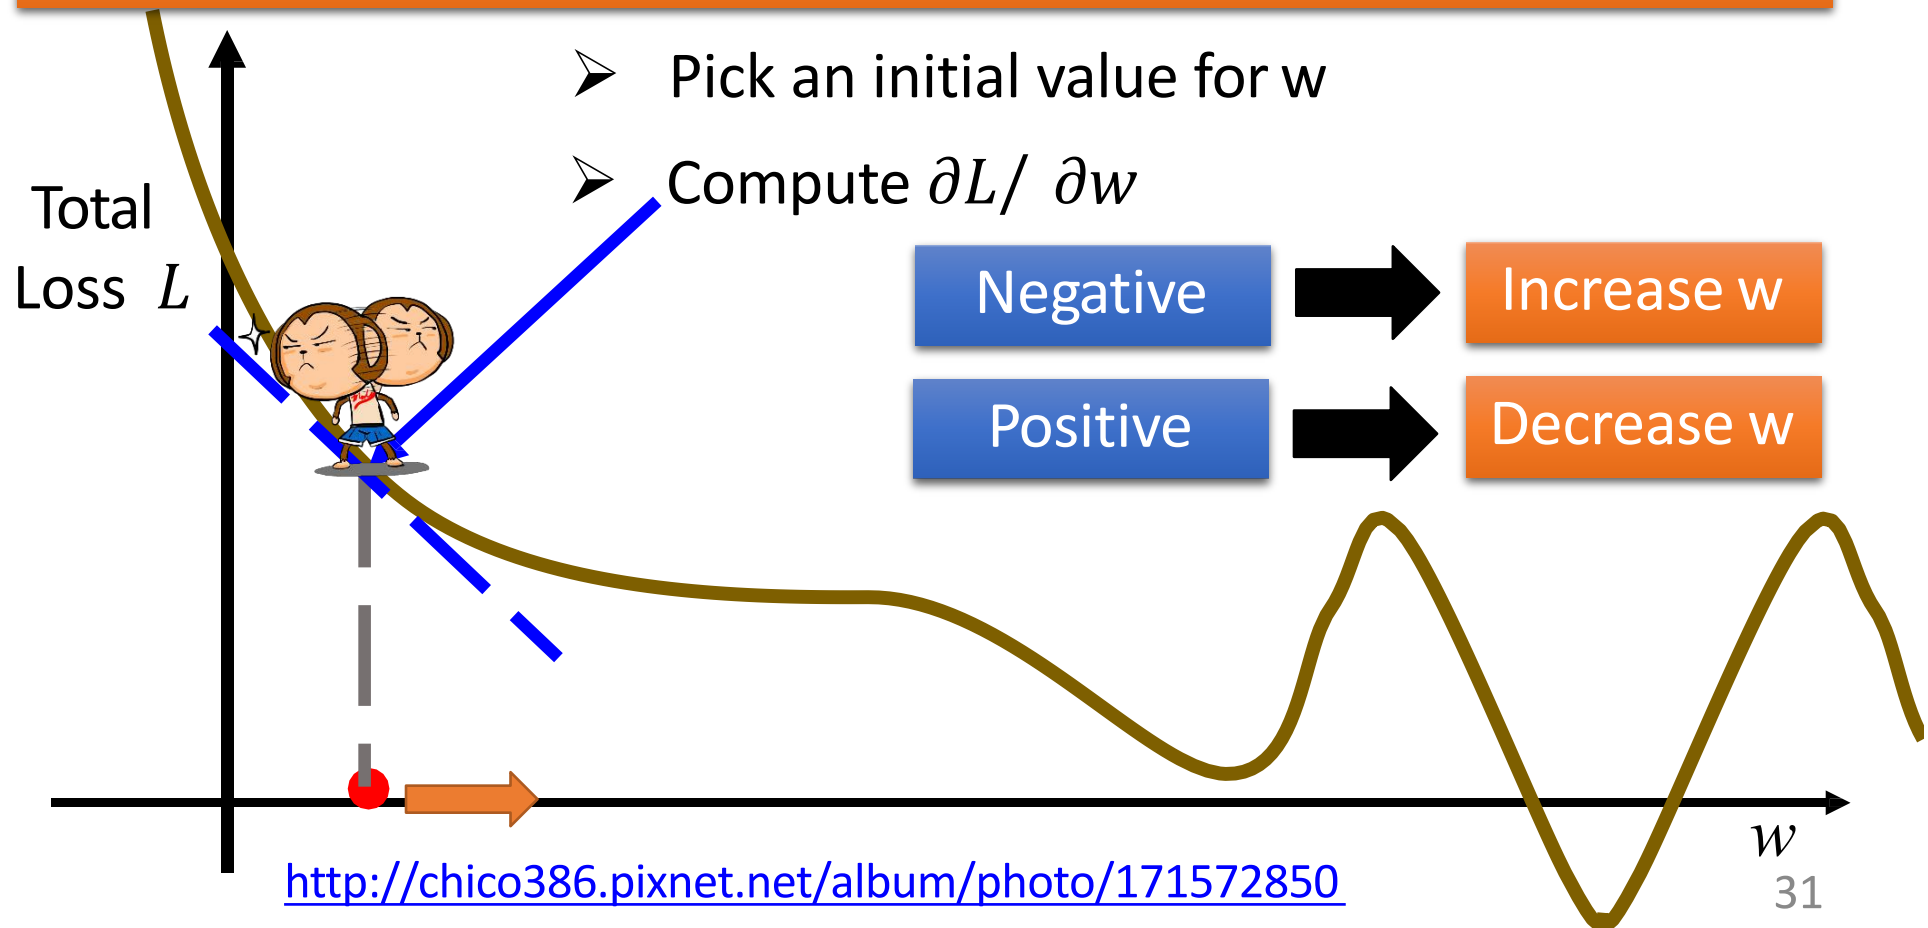 ➢ Pick an initial value for w
➢ Compute ∂L/ ∂w
Total
Loss L
Negative
Increase w
Positive
Decrease w
w
http://chico386.pixnet.net/album/photo/171572850
31